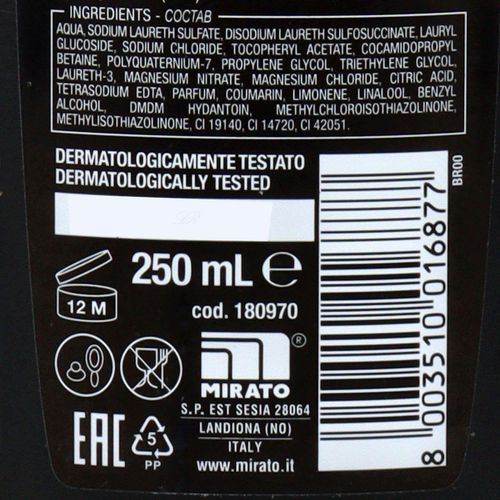 INGREDIENTS - СОСТАВ
AQUA, SODIUM LAURETH SULFATE, DISODIUM LAURETH SULFOSUCCINATE, LAURYL
GLUCOSIDE, SODIUM CHLORIDE, TOCOPHERYL ACETATE, COCAMIDOPROPYL
BETAINE, POLYQUATERNIUM-7, PROPYLENE GLYCOL, TRIETHYLENE GLYCOL,
LAURETH-3, MAGNESIUM NITRATE, MAGNESIUM CHLORIDE, CITRIC ACID,
TETRASODIUM EDTA, PARFUM, COUMARIN, LIMONENE, LINALOOL, BENZYL
ALCOHOL, DMDM HYDANTOIN, METHYLCHLOROISOTHIAZOLINONE,
METHYLISOTHIAZOLINONE, CI 19140, CI 14720, CI 42051.
DERMATOLOGICAMENTE TESTATO
DERMATOLOGICALLY TESTED
250 mL e
12 M
cod. 180970
MIRATO®
S.P. EST SESIA 28064
LANDIONA (NO)
ITALY
www.mirato.it
EAC
5
PP
8 003510 016877
BR00